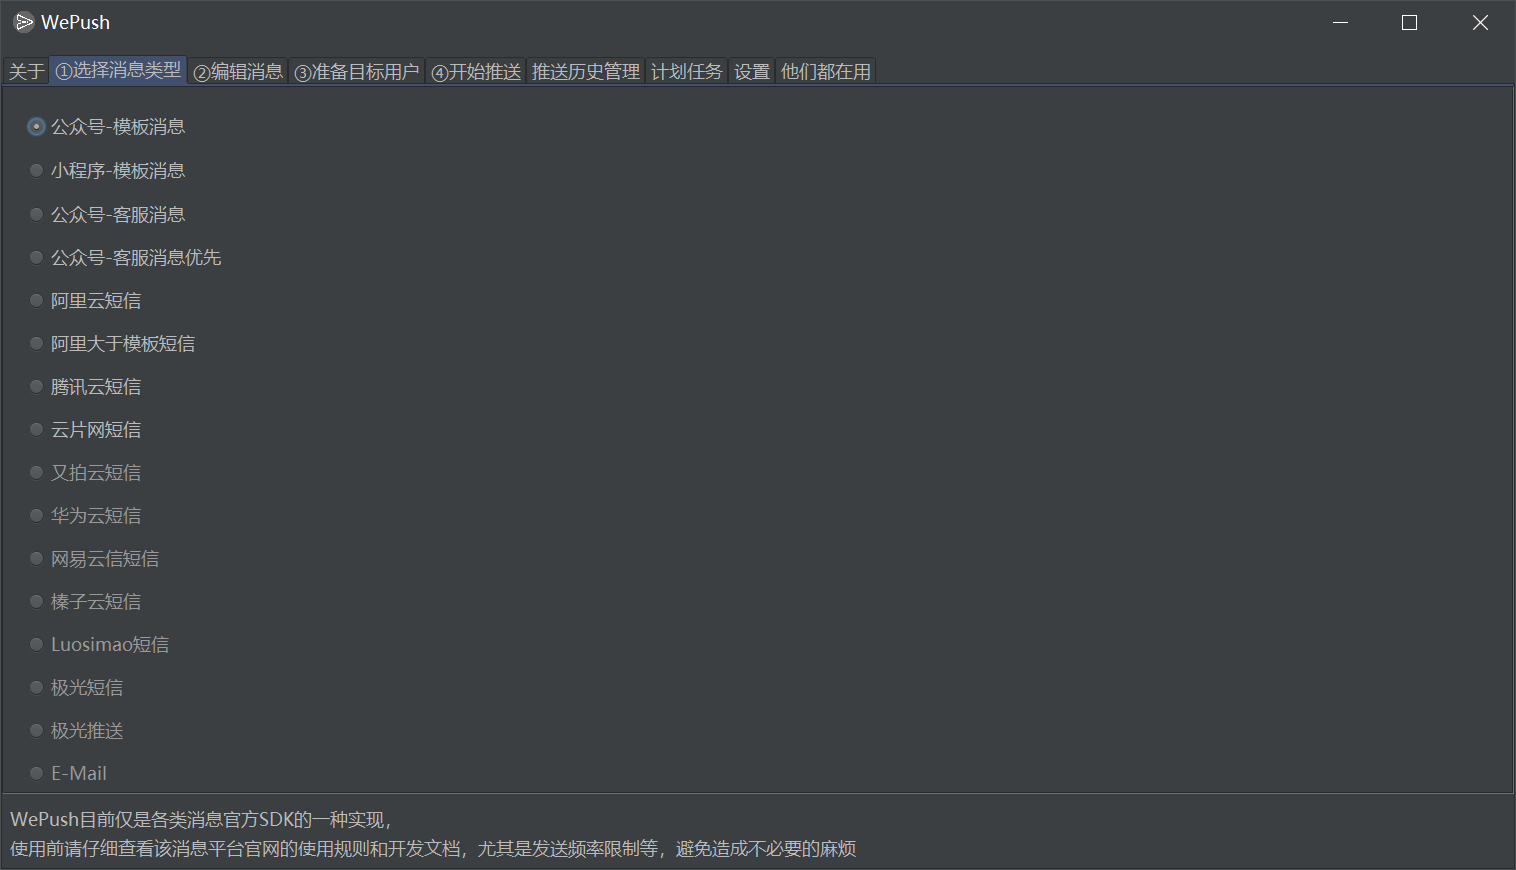 WePush
关于 ①选择消息类型 ②编辑消息 ③准备目标用户 ④开始推送 推送历史管理 计划任务 设置 他们都在用
公众号-模板消息
小程序-模板消息
公众号-客服消息
公众号-客服消息优先
阿里云短信
阿里大于模板短信
腾讯云短信
云片网短信
又拍云短信
华为云短信
网易云信短信
榛子云短信
Luosimao短信
极光短信
极光推送
E-Mail
WePush目前仅是各类消息官方SDK的一种实现，
使用前请仔细查看该消息平台官网的使用规则和开发文档，尤其是发送频率限制等，避免造成不必要的麻烦